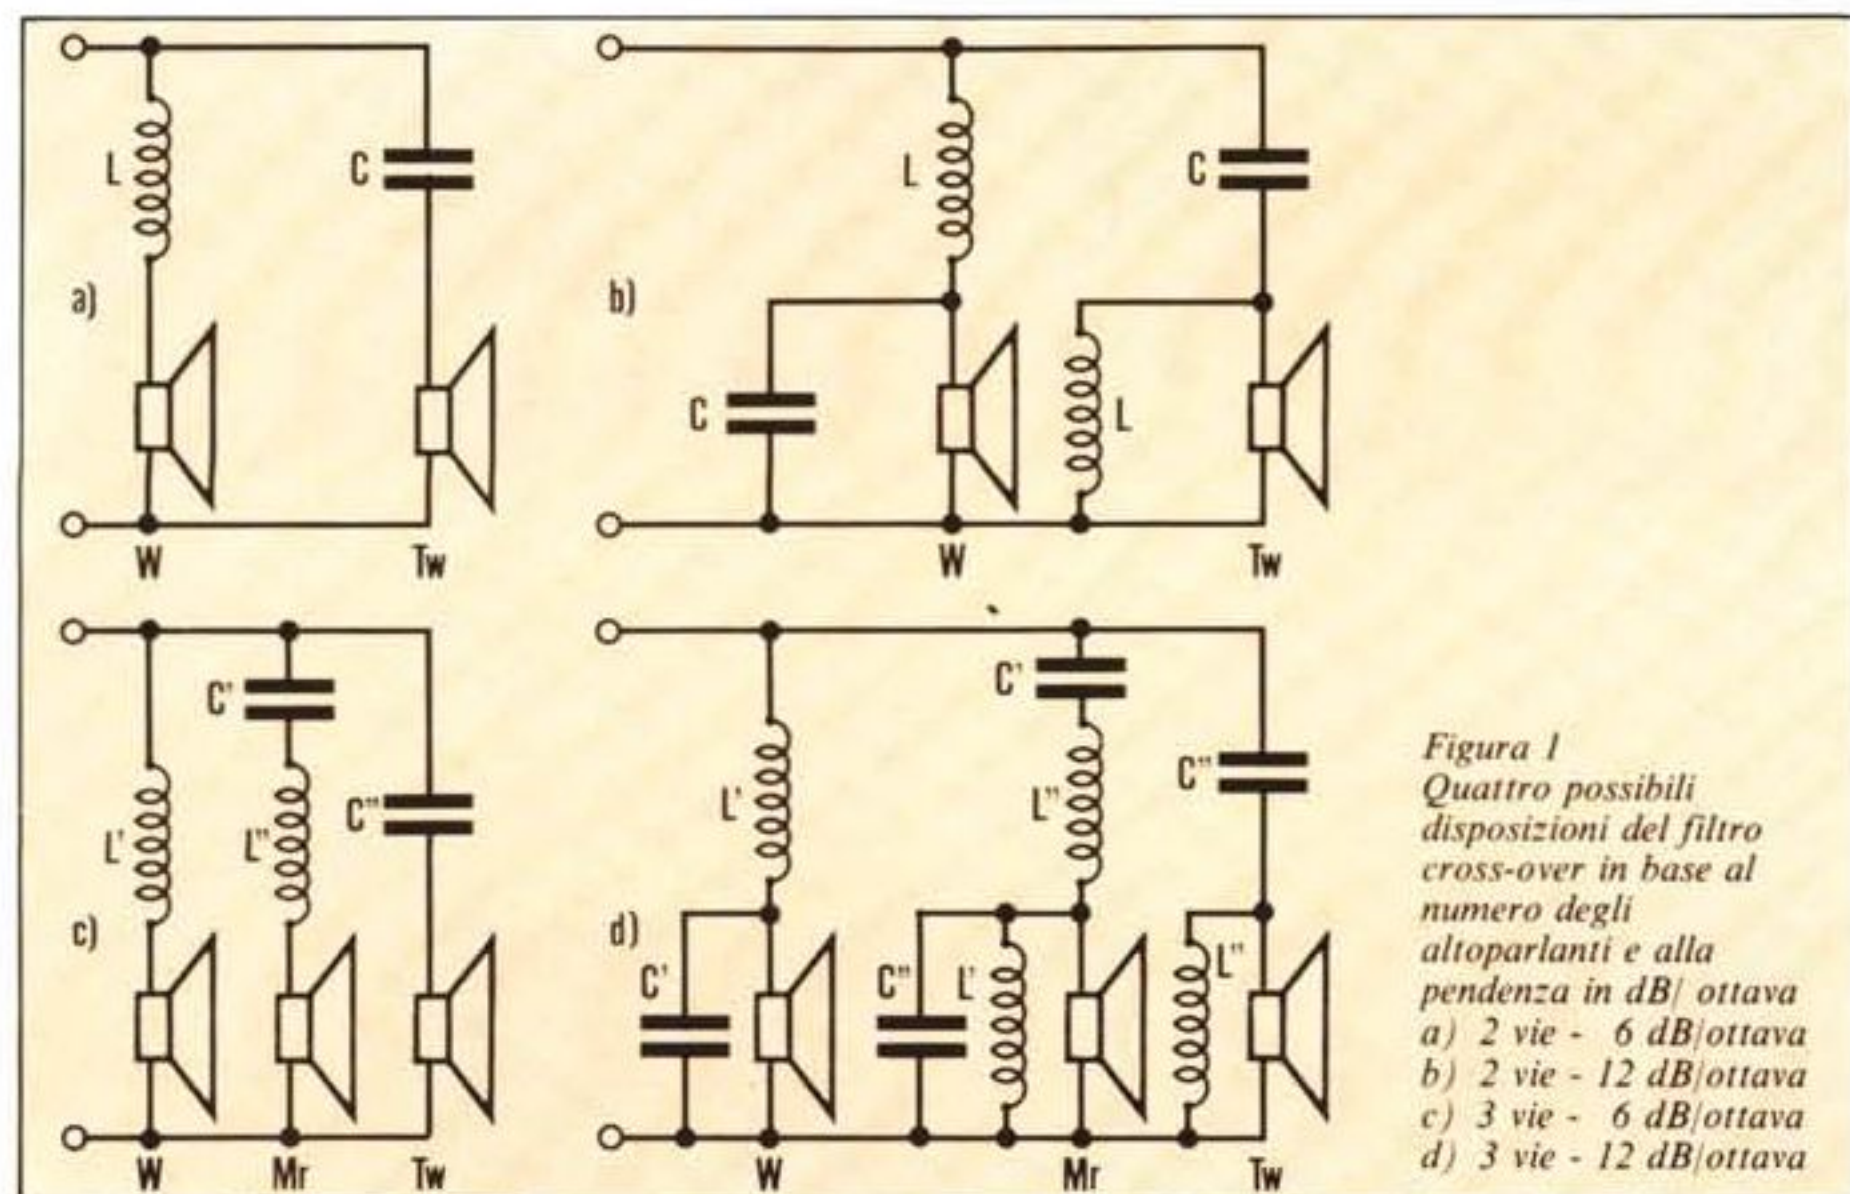 L
C
a)
W
Tw
L
C
b)
C
L
W
Tw
C'
C"
L'
L"
c)
W
Mr
Tw
C'
L'
L"
C"
d)
C'
C"
L'
L"
W
Mr
Tw
Figura 1
Quattro possibili
disposizioni del filtro
cross-over in base al
numero degli
altoparlanti e alla
pendenza in dB/ ottava
a) 2 vie - 6 dB/ottava
b) 2 vie - 12 dB/ottava
c) 3 vie - 6 dB/ottava
d) 3 vie - 12 dB/ottava